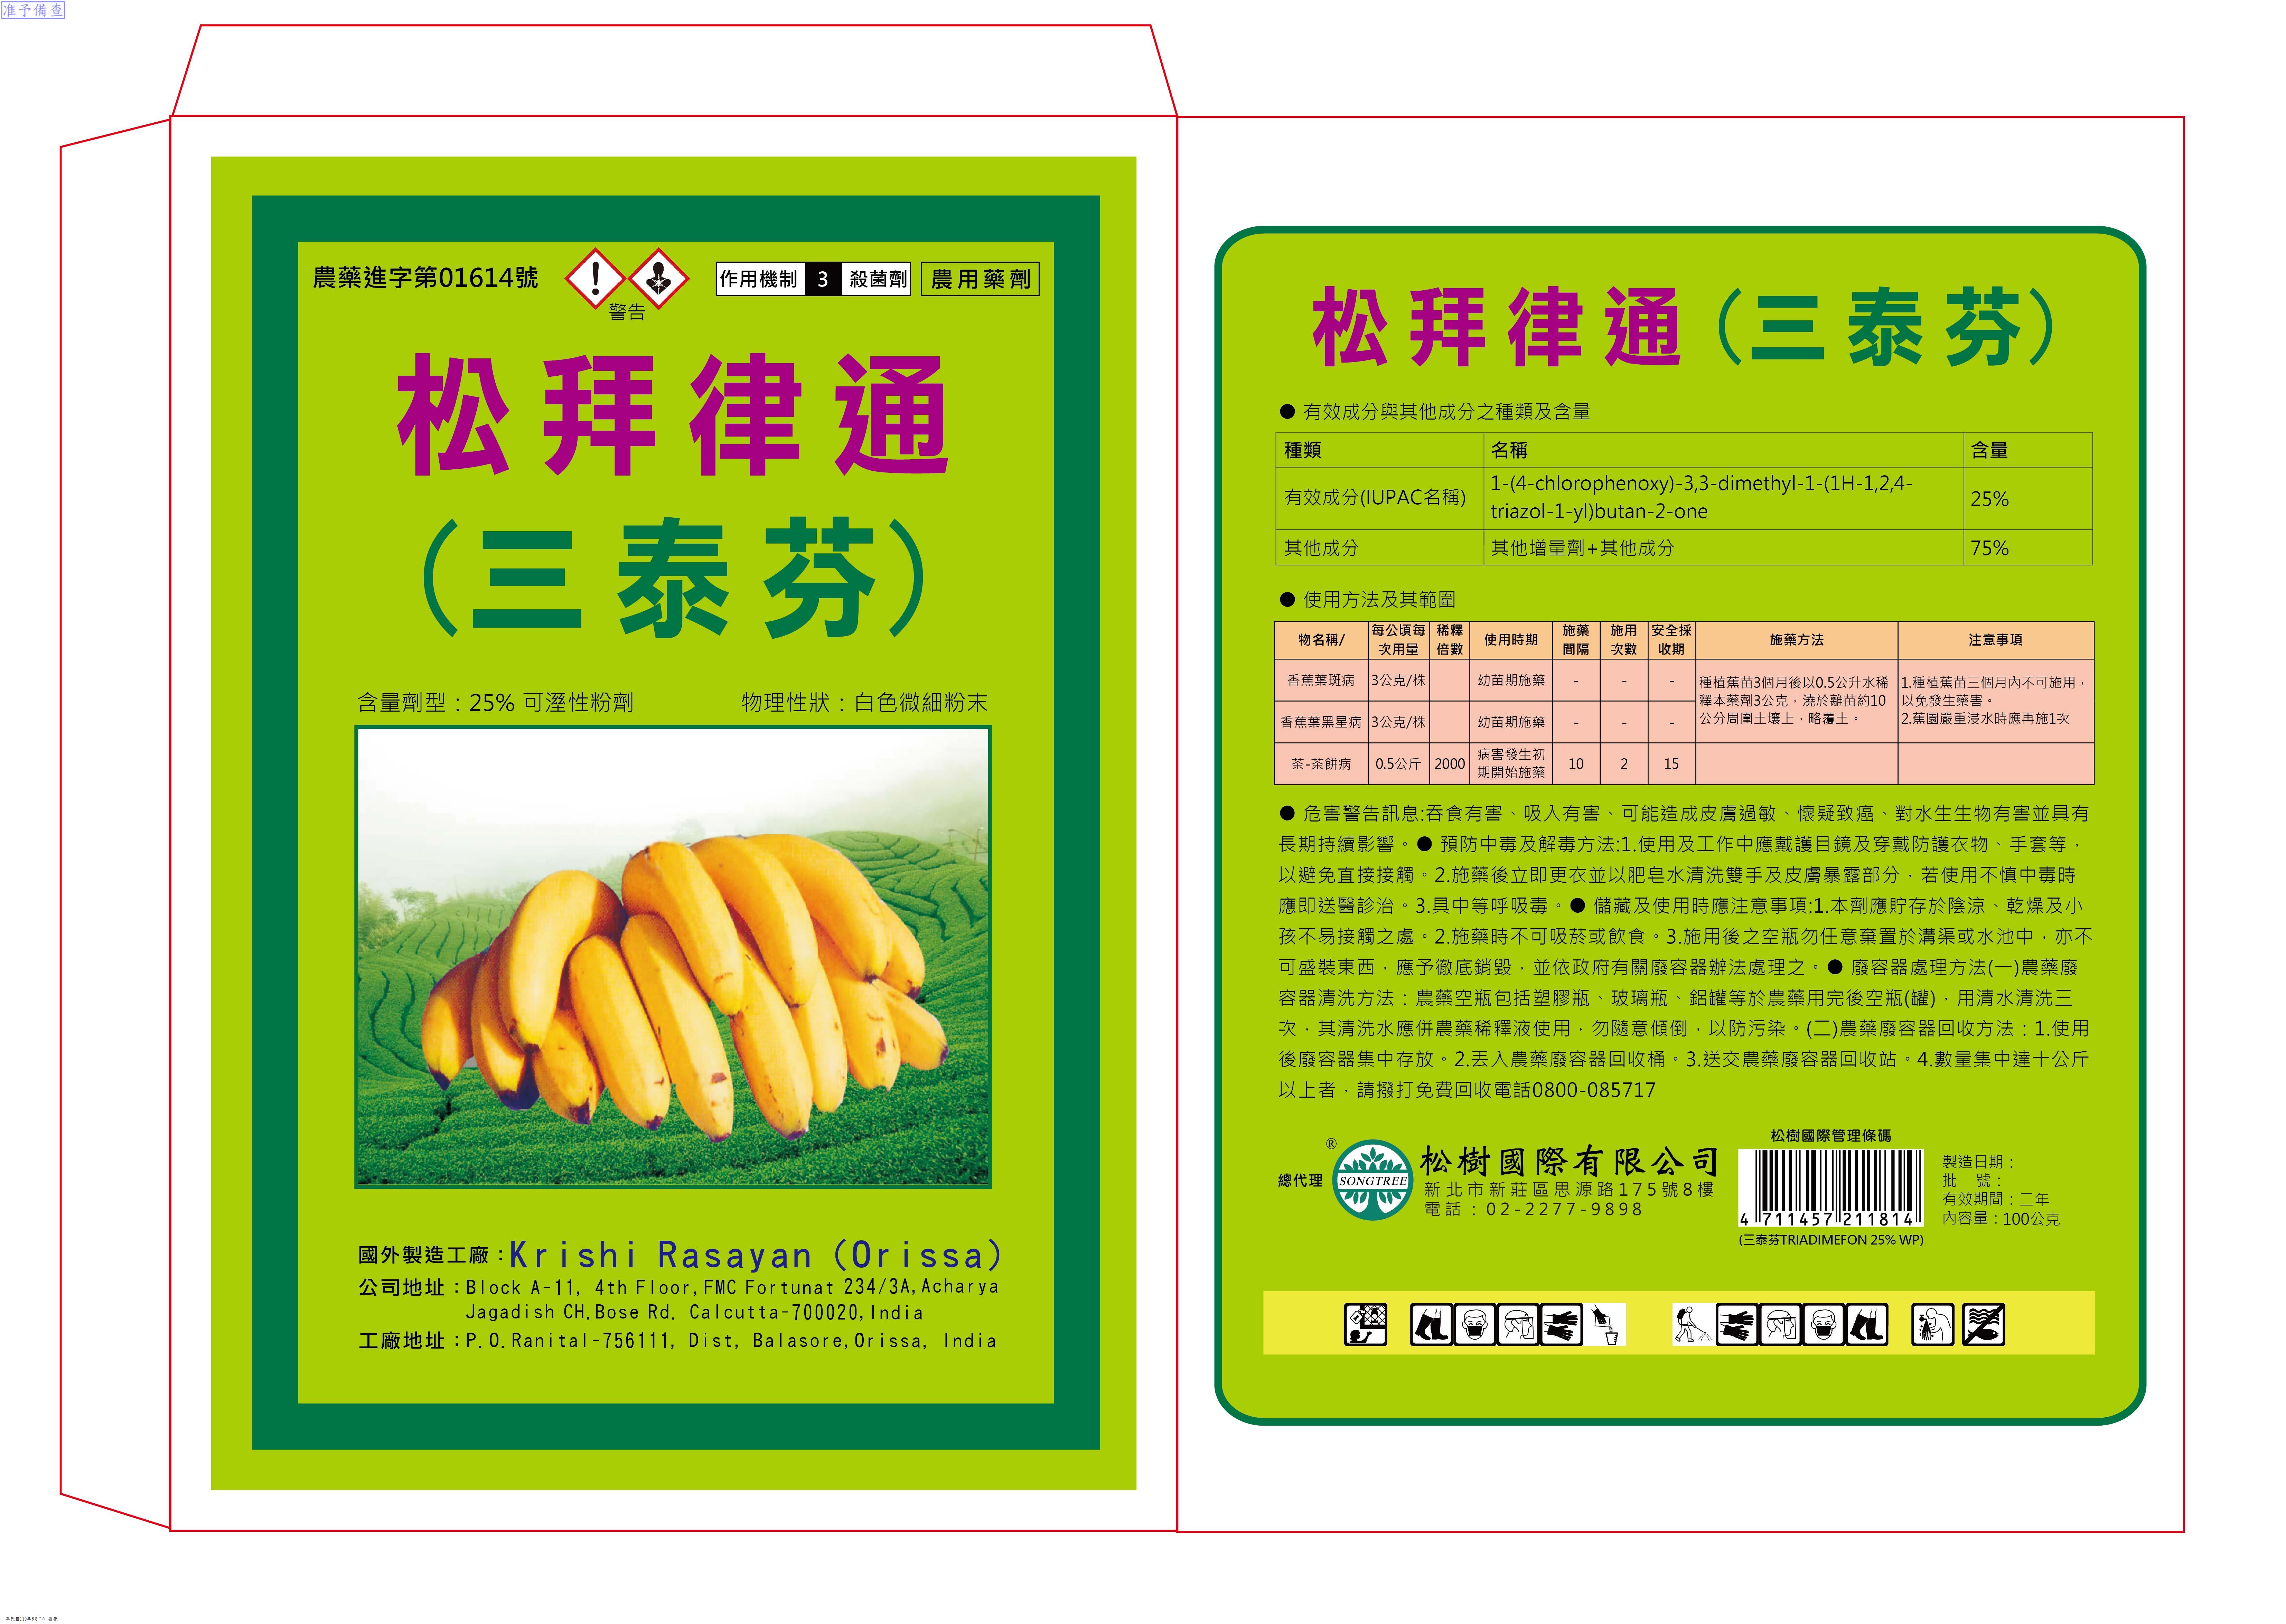 准予備查
農藥進字第01614號
警告
作用機制 3 殺菌劑
農用藥劑
松拜律通
(三泰芬)
含量劑型：25% 可溼性粉劑
物理性狀：白色微細粉末
國外製造工廠：Krishi Rasayan (Orissa)
公司地址：Block A-11, 4th Floor,FMC Fortunat 234/3A,Acharya
Jagadish CH.Bose Rd. Calcutta-700020,India
工廠地址：P.O.Ranital-756111, Dist, Balasore,Orissa, India
松拜律通(三泰芬)
● 有效成分與其他成分之種類及含量
種類 名稱 含量
有效成分(IUPAC名稱) 1-(4-chlorophenoxy)-3,3-dimethyl-1-(1H-1,2,4-
triazol-1-yl)butan-2-one 25%
其他成分 其他增量劑+其他成分 75%
● 使用方法及其範圍
物名稱/ 每公頃每次用量 稀釋倍數 使用時期 施藥間隔 施用次數 安全採收期 施藥方法 注意事項
香蕉葉斑病 3公克/株 幼苗期施藥 - - -
香蕉葉黑星病 3公克/株 幼苗期施藥 - - -
種植蕉苗3個月後以0.5公升水稀
釋本藥劑3公克，澆於離苗約10
公分周圍土壤上，略覆土。
1.種植蕉苗三個月內不可施用，
以免發生藥害。
2.蕉園嚴重浸水時應再施1次
茶-茶餅病 0.5公斤 2000 病害發生初期開始施藥 10 2 15
● 危害警告訊息:吞食有害、吸入有害、可能造成皮膚過敏、懷疑致癌、對水生生物有害並具有
長期持續影響。● 預防中毒及解毒方法:1.使用及工作中應戴護目鏡及穿戴防護衣物、手套等，
以避免直接接觸。2.施藥後立即更衣並以肥皂水清洗雙手及皮膚暴露部分，若使用不慎中毒時
應即送醫診治。3.具中等呼吸毒。● 儲藏及使用時應注意事項:1.本劑應貯存於陰涼、乾燥及小
孩不易接觸之處。2.施藥時不可吸菸或飲食。3.施用後之空瓶勿任意棄置於溝渠或水池中，亦不
可盛裝東西，應予徹底銷毀，並依政府有關廢容器辦法處理之。● 廢容器處理方法(一)農藥廢
容器清洗方法：農藥空瓶包括塑膠瓶、玻璃瓶、鋁罐等於農藥用完後空瓶(罐)，用清水清洗三
次，其清洗水應併農藥稀釋液使用，勿隨意傾倒，以防污染。(二)農藥廢容器回收方法：1.使用
後廢容器集中存放。2.丟入農藥廢容器回收桶。3.送交農藥廢容器回收站。4.數量集中達十公斤
以上者，請撥打免費回收電話0800-085717
總代理
®
SONGTREE
松樹國際有限公司
新北市新莊區思源路175號8樓
電話：02-2277-9898
松樹國際管理條碼
4 711457 211814
(三泰芬TRIADIMEFON 25% WP)
製造日期：
批 號：
有效期間：二年
內容量：100公克